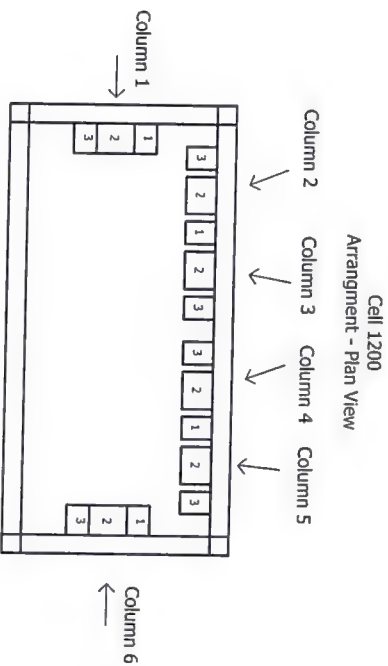 Cell 1200
Arrangment - Plan View
Column 2
Column 3
Column 4
Column 5
3 2 1 2 3 3 2 1 2 3
Column 1
1
2
3
1
2
3
Column 6